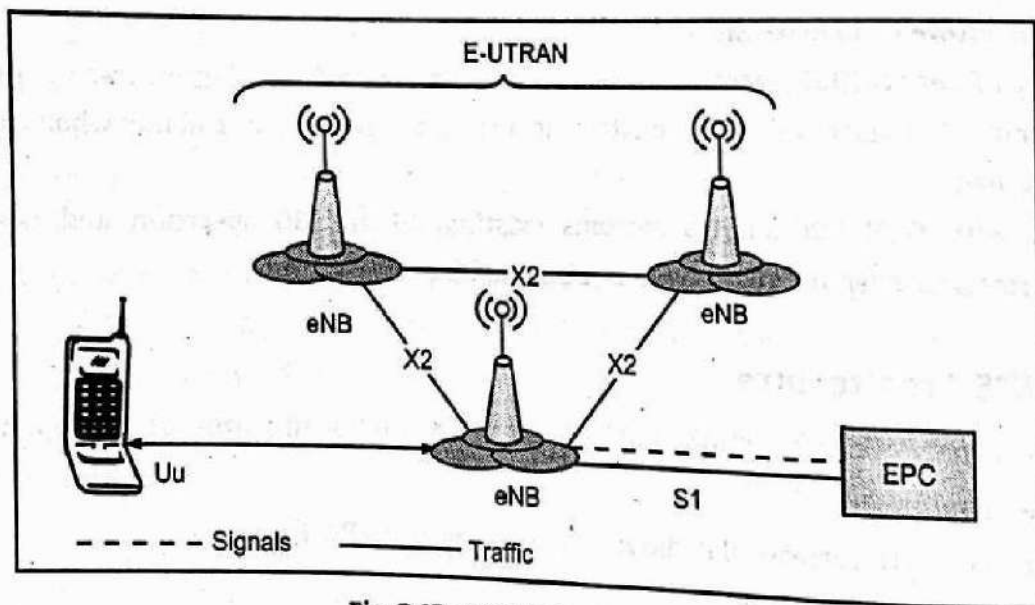 E-UTRAN
X2
eNB
eNB
X2
X2
Uu
eNB
S1
EPC
Signals
Traffic